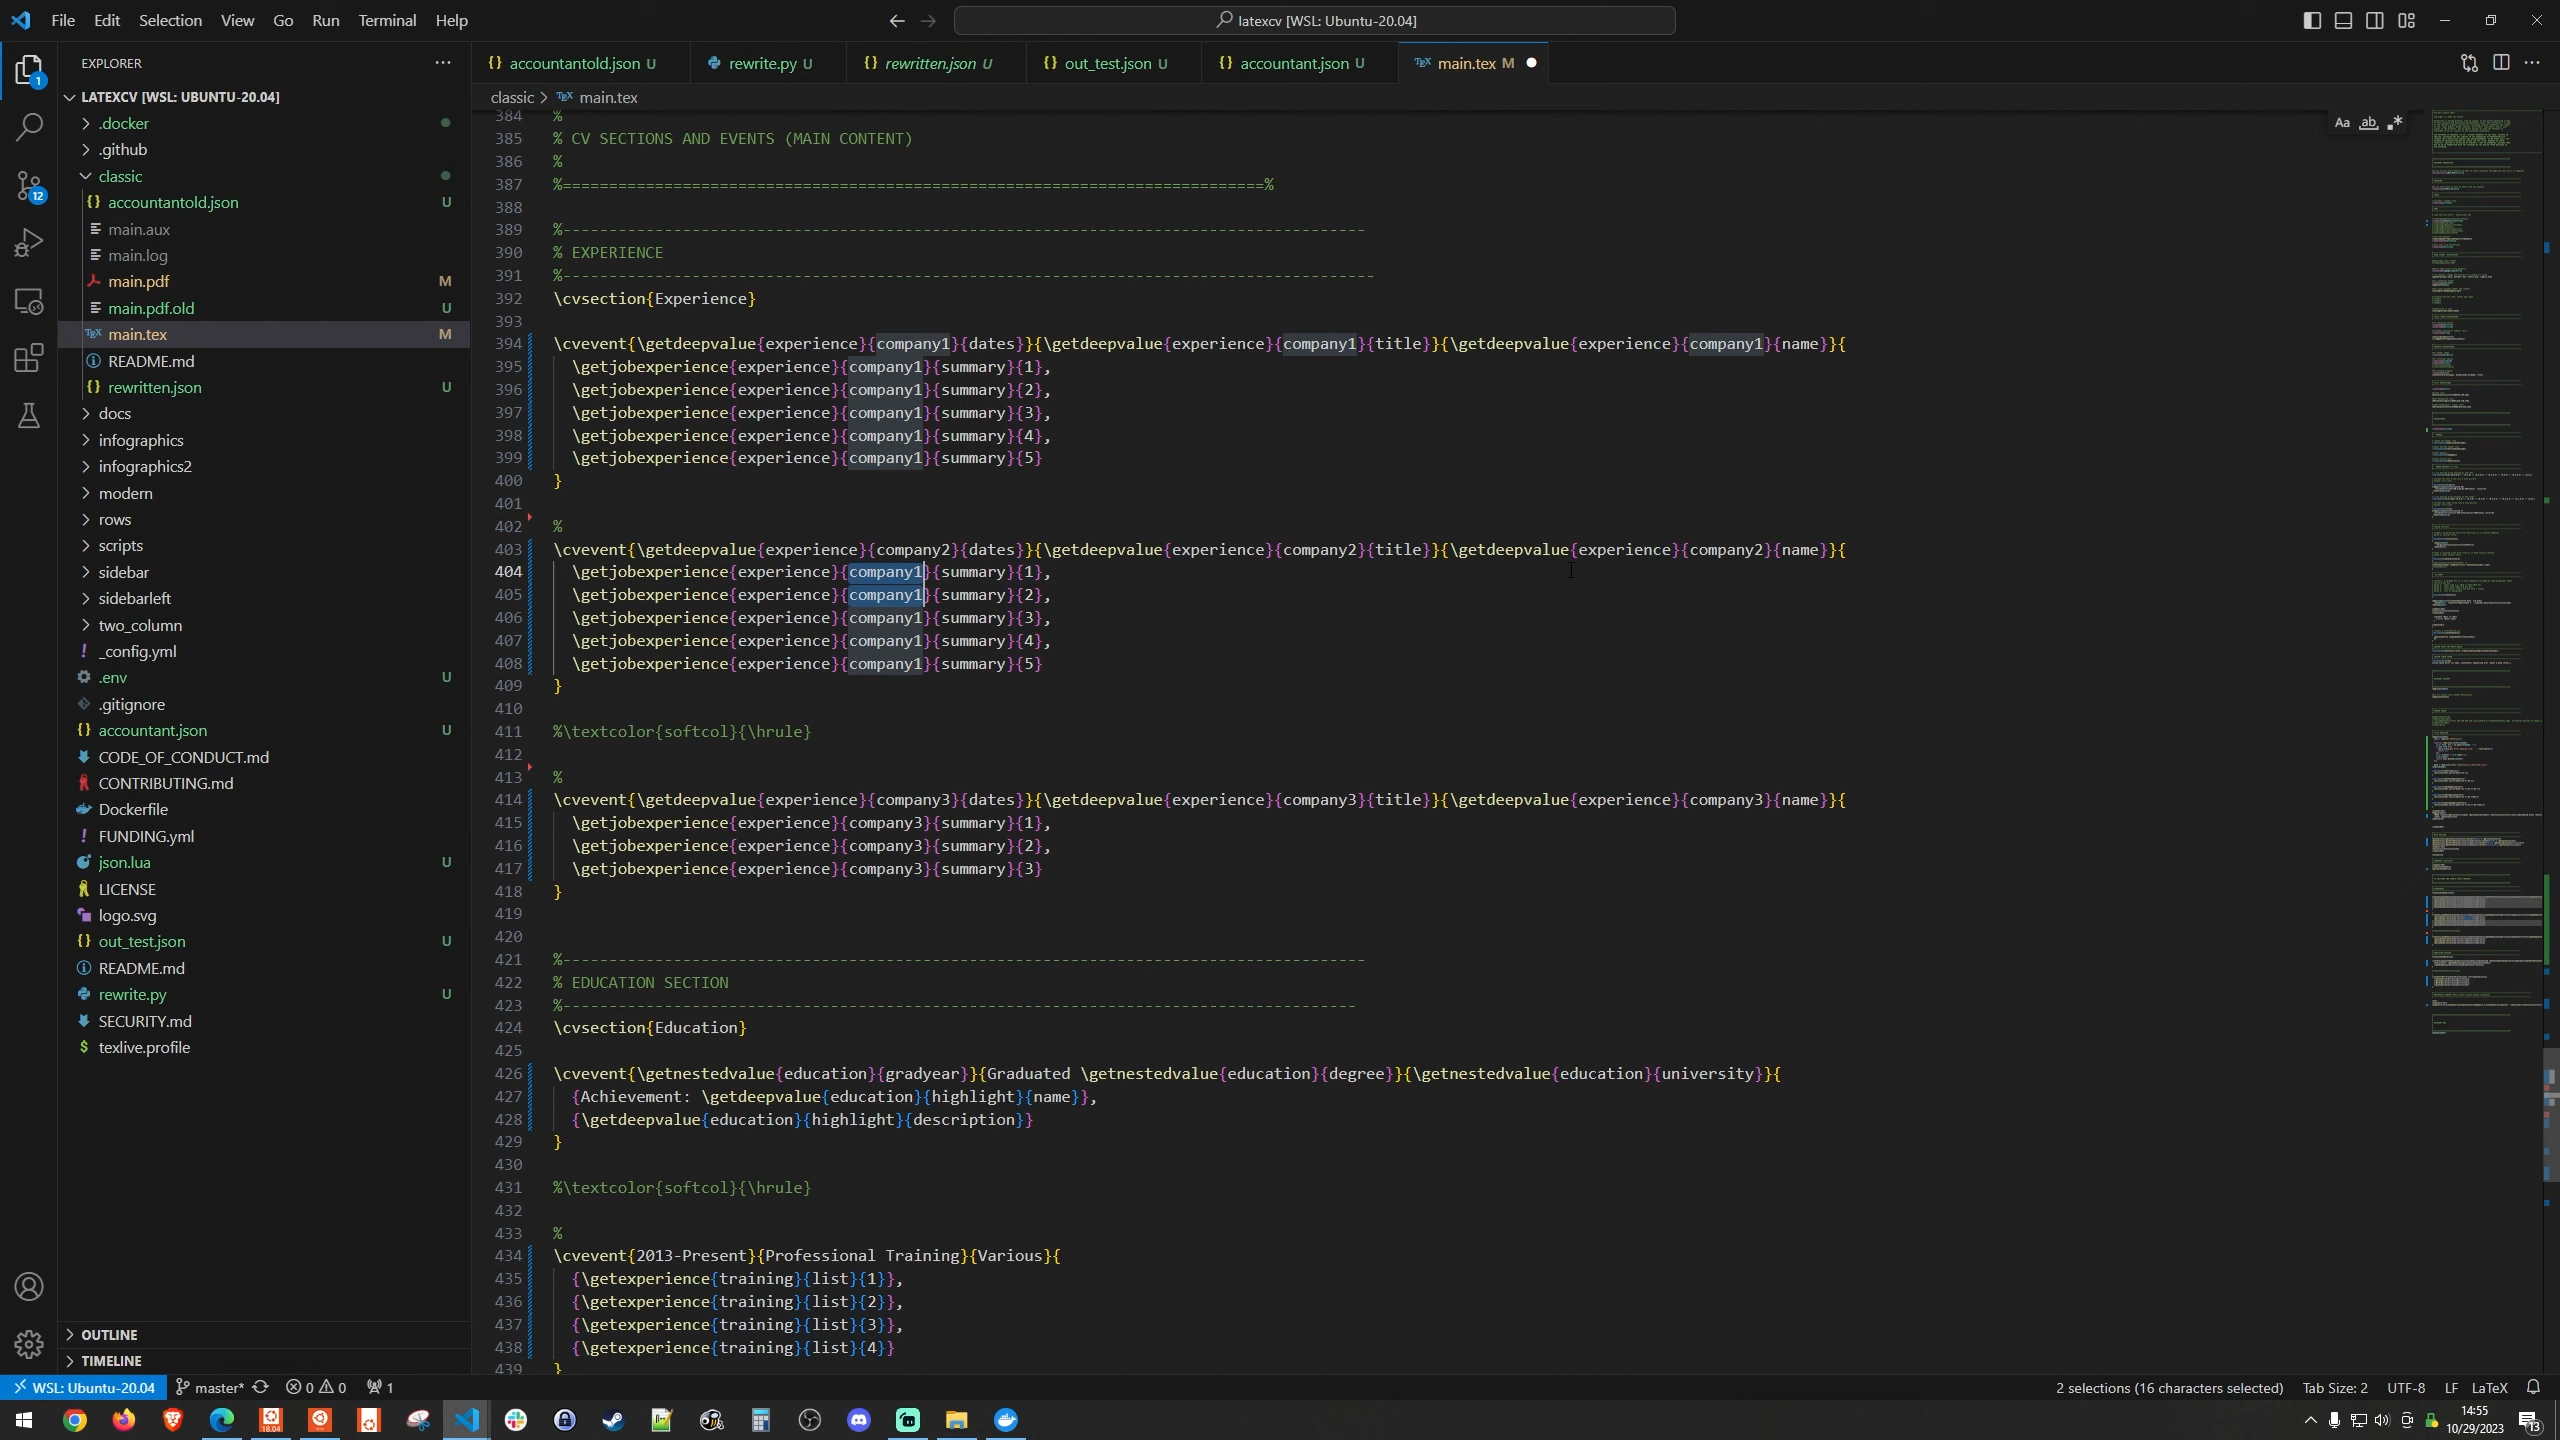 File Edit Selection View Go Run Terminal Help
latexcv [WSL: Ubuntu-20.04]
EXPLORER
accountantold.json U
rewrite.py U
rewritten.json U
out_test.json U
accountant.json U
main.tex M
classic > main.tex
LATEXCV [WSL: UBUNTU-20.04]
.docker
.github
classic
accountantold.json U
main.aux
main.log
main.pdf M
main.pdf.old U
main.tex M
README.md
rewritten.json U
docs
infographics
infographics2
modern
rows
scripts
sidebar
sidebarleft
two_column
_config.yml
.env U
.gitignore
accountant.json U
CODE_OF_CONDUCT.md
CONTRIBUTING.md
Dockerfile
FUNDING.yml
json.lua U
LICENSE
logo.svg
out_test.json U
README.md
rewrite.py U
SECURITY.md
texlive.profile
OUTLINE
TIMELINE
Aa ab
384 %
385 % CV SECTIONS AND EVENTS (MAIN CONTENT)
386 %
387 %============================================================================%
388
389 %---------------------------------------------------------------------------------------
390 % EXPERIENCE
391 %----------------------------------------------------------------------------------------
392 \cvsection{Experience}
393
394 \cvevent{\getdeepvalue{experience}{company1}{dates}}{\getdeepvalue{experience}{company1}{title}}{\getdeepvalue{experience}{company1}{name}}{
395 \getjobexperience{experience}{company1}{summary}{1},
396 \getjobexperience{experience}{company1}{summary}{2},
397 \getjobexperience{experience}{company1}{summary}{3},
398 \getjobexperience{experience}{company1}{summary}{4},
399 \getjobexperience{experience}{company1}{summary}{5}
400 }
401
402 %
403 \cvevent{\getdeepvalue{experience}{company2}{dates}}{\getdeepvalue{experience}{company2}{title}}{\getdeepvalue{experience}{company2}{name}}{
404 \getjobexperience{experience}{company1}{summary}{1},
405 \getjobexperience{experience}{company1}{summary}{2},
406 \getjobexperience{experience}{company1}{summary}{3},
407 \getjobexperience{experience}{company1}{summary}{4},
408 \getjobexperience{experience}{company1}{summary}{5}
409 }
410
411 %\textcolor{softcol}{\hrule}
412
413 %
414 \cvevent{\getdeepvalue{experience}{company3}{dates}}{\getdeepvalue{experience}{company3}{title}}{\getdeepvalue{experience}{company3}{name}}{
415 \getjobexperience{experience}{company3}{summary}{1},
416 \getjobexperience{experience}{company3}{summary}{2},
417 \getjobexperience{experience}{company3}{summary}{3}
418 }
419
420
421 %---------------------------------------------------------------------------------------
422 % EDUCATION SECTION
423 %--------------------------------------------------------------------------------------
424 \cvsection{Education}
425
426 \cvevent{\getnestedvalue{education}{gradyear}}{Graduated \getnestedvalue{education}{degree}}{\getnestedvalue{education}{university}}{
427 {Achievement: \getdeepvalue{education}{highlight}{name}},
428 {\getdeepvalue{education}{highlight}{description}}
429 }
430
431 %\textcolor{softcol}{\hrule}
432
433 %
434 \cvevent{2013-Present}{Professional Training}{Various}{
435 {\getexperience{training}{list}{1}},
436 {\getexperience{training}{list}{2}},
437 {\getexperience{training}{list}{3}},
438 {\getexperience{training}{list}{4}}
439 }
WSL: Ubuntu-20.04 master* 0 0 1
2 selections (16 characters selected) Tab Size: 2 UTF-8 LF LaTeX
1
12
18.04
14:55
10/29/2023
13